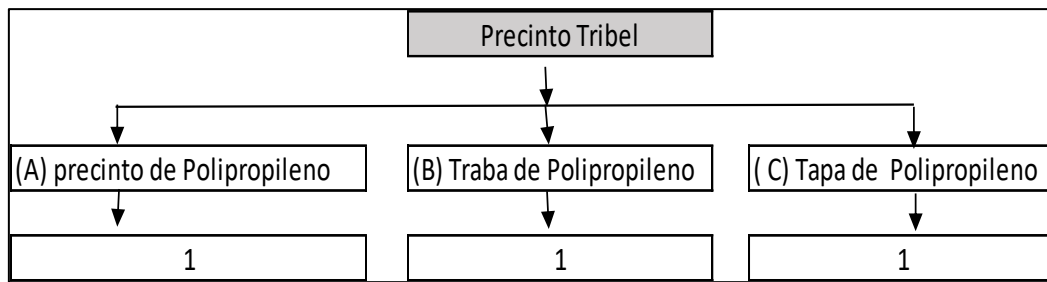 Precinto Tribel
(A) precinto de Polipropileno
(B) Traba de Polipropileno
( C) Tapa de Polipropileno
1
1
1